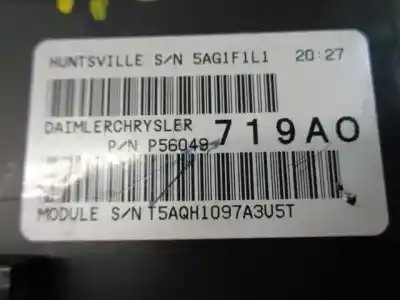 HUNTSVILLE S/N 5AG1F1L1 20:27
DAIMLERCHRYSLER
P/N P56049 719AO
MODULE S/N T5AQH1097A3U5T